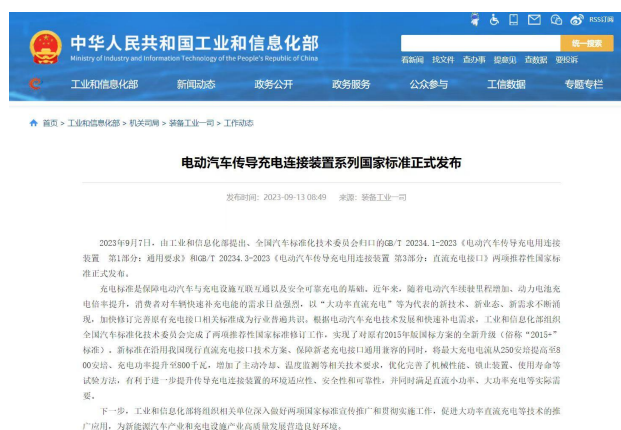 RSS订阅
中华人民共和国工业和信息化部
Ministry of Industry and Information Technology of the People's Republic of China
统一搜索
看新闻 找文件 查办事 提意见 查数据 要投诉
工业和信息化部 新闻动态 政务公开 政务服务 公众参与 工信数据 专题专栏
首页 > 工业和信息化部 > 机关司局 > 装备工业一司 > 工作动态
电动汽车传导充电连接装置系列国家标准正式发布
发布时间：2023-09-13 08:49 来源：装备工业一司
2023年9月7日，由工业和信息化部提出、全国汽车标准化技术委员会归口的GB/T 20234.1-2023《电动汽车传导充电用连接
装置 第1部分：通用要求》和GB/T 20234.3-2023《电动汽车传导充电用连接装置 第3部分：直流充电接口》两项推荐性国家标
准正式发布。
充电标准是保障电动汽车与充电设施互联互通以及安全可靠充电的基础。近年来，随着电动汽车续驶里程增加、动力电池充
电倍率提升，消费者对车辆快速补充电能的需求日益强烈，以“大功率直流充电”等为代表的新技术、新业态、新需求不断涌
现，加快修订完善原有充电接口相关标准成为行业普遍共识。根据电动汽车充电技术发展和快速补电需求，工业和信息化部组织
全国汽车标准化技术委员会完成了两项推荐性国家标准修订工作，实现了对原有2015年版国标方案的全新升级（俗称“2015+”
标准）。新标准在沿用我国现行直流充电接口技术方案、保障新老充电接口通用兼容的同时，将最大充电电流从250安培提高至8
00安培、充电功率提升至800千瓦，增加了主动冷却、温度监测等相关技术要求，优化完善了机械性能、锁止装置、使用寿命等
试验方法，有利于进一步提升传导充电连接装置的环境适应性、安全性和可靠性，并同时满足直流小功率、大功率充电等实际需
要。
下一步，工业和信息化部将组织相关单位深入做好两项国家标准宣传推广和贯彻实施工作，促进大功率直流充电等技术的推
广应用，为新能源汽车产业和充电设施产业高质量发展营造良好环境。